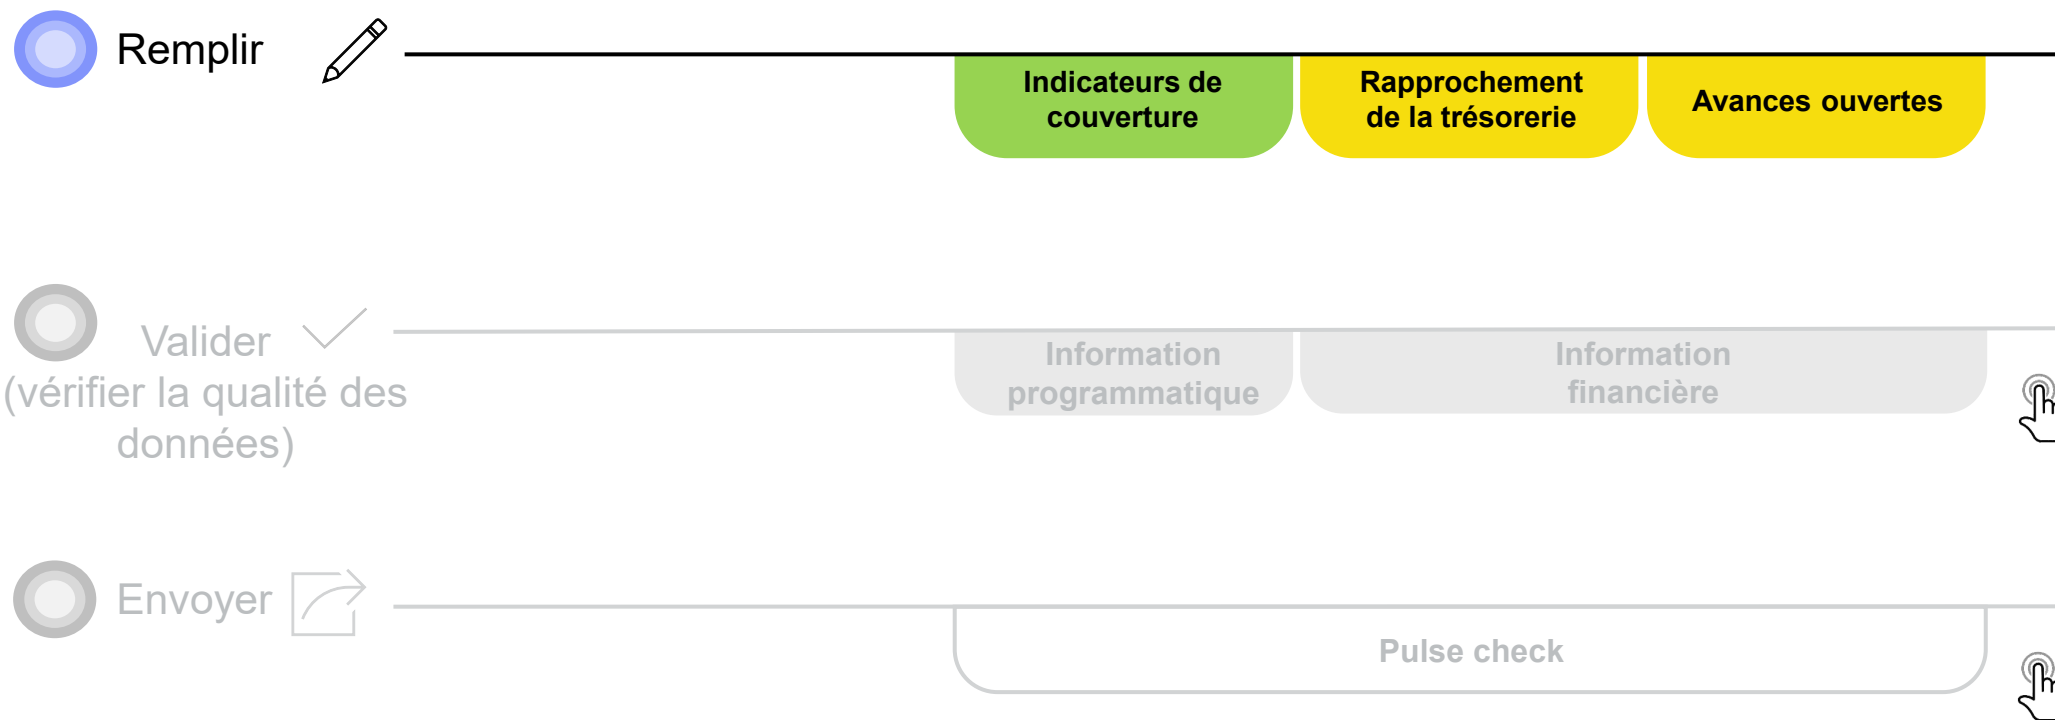 Remplir
Indicateurs de
couverture
Rapprochement
de la trésorerie
Avances ouvertes
Valider
(vérifier la qualité des
données)
Information
programmatique
Information
financière
Envoyer
Pulse check